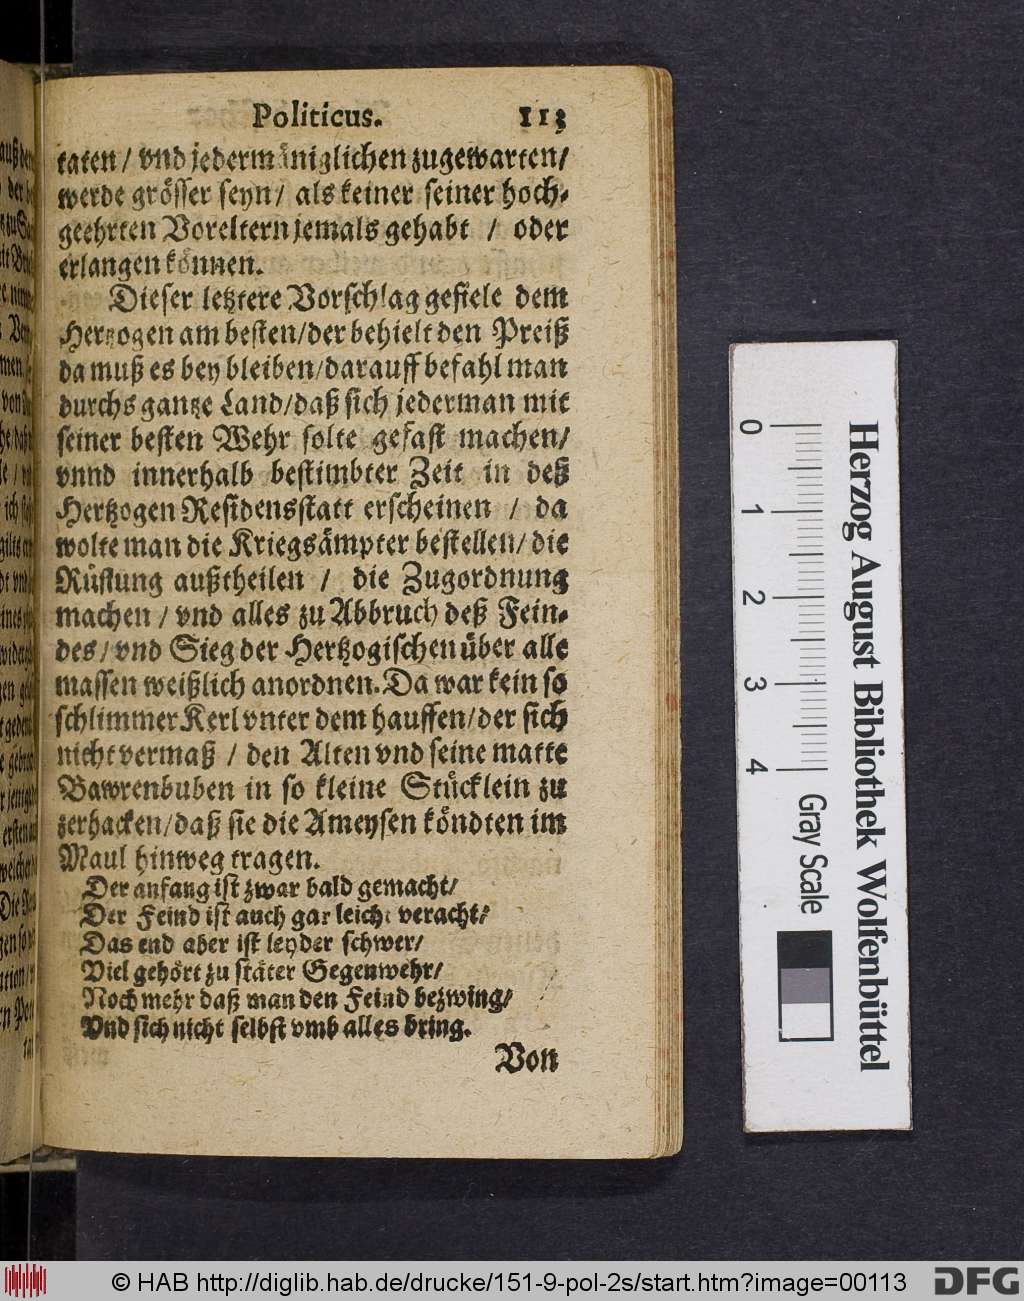 Politicus. 113
taten / vnd jedermäniglichen zugewarten/
werde grösser seyn / als keiner seiner hoch-
geehrten Voreltern jemals gehabt / oder
erlangen können.
Dieser letztere Vorschlag gefiele dem
Hertzogen am besten/der behielt den Preiß
da muß es bey bleiben/darauff befahl man
durchs gantze Land/daß sich jederman mit
seiner besten Wehr solte gefast machen/
vnnd innerhalb bestimbter Zeit in deß
Hertzogen Residensstatt erscheinen / da
wolte man die Kriegsämpter bestellen/ die
Rüstung außtheilen / die Zugordnung
machen / vnd alles zu Abbruch deß Fein-
des / vnd Sieg der Hertzogischen über alle
massen weißlich anordnen. Da war kein so
schlimmer Kerl vnter dem hauffen/der sich
nicht vermaß / den Alten vnd seine matte
Bawrenbuben in so kleine Stücklein zu
zerhacken/daß sie die Ameysen köndten im
Maul hinweg tragen.
Der anfang ist zwar bald gemacht/
Der Feind ist auch gar leicht veracht/
Das end aber ist leyder schwer/
Viel gehört zu stäter Gegenwehr/
Noch mehr daß man den Feind bezwing/
Vnd sich nicht selbst vmb alles bring.
Von
0 1 2 3 4
Herzog August Bibliothek Wolfenbüttel
Gray Scale
© HAB http://diglib.hab.de/drucke/151-9-pol-2s/start.htm?image=00113
DFG